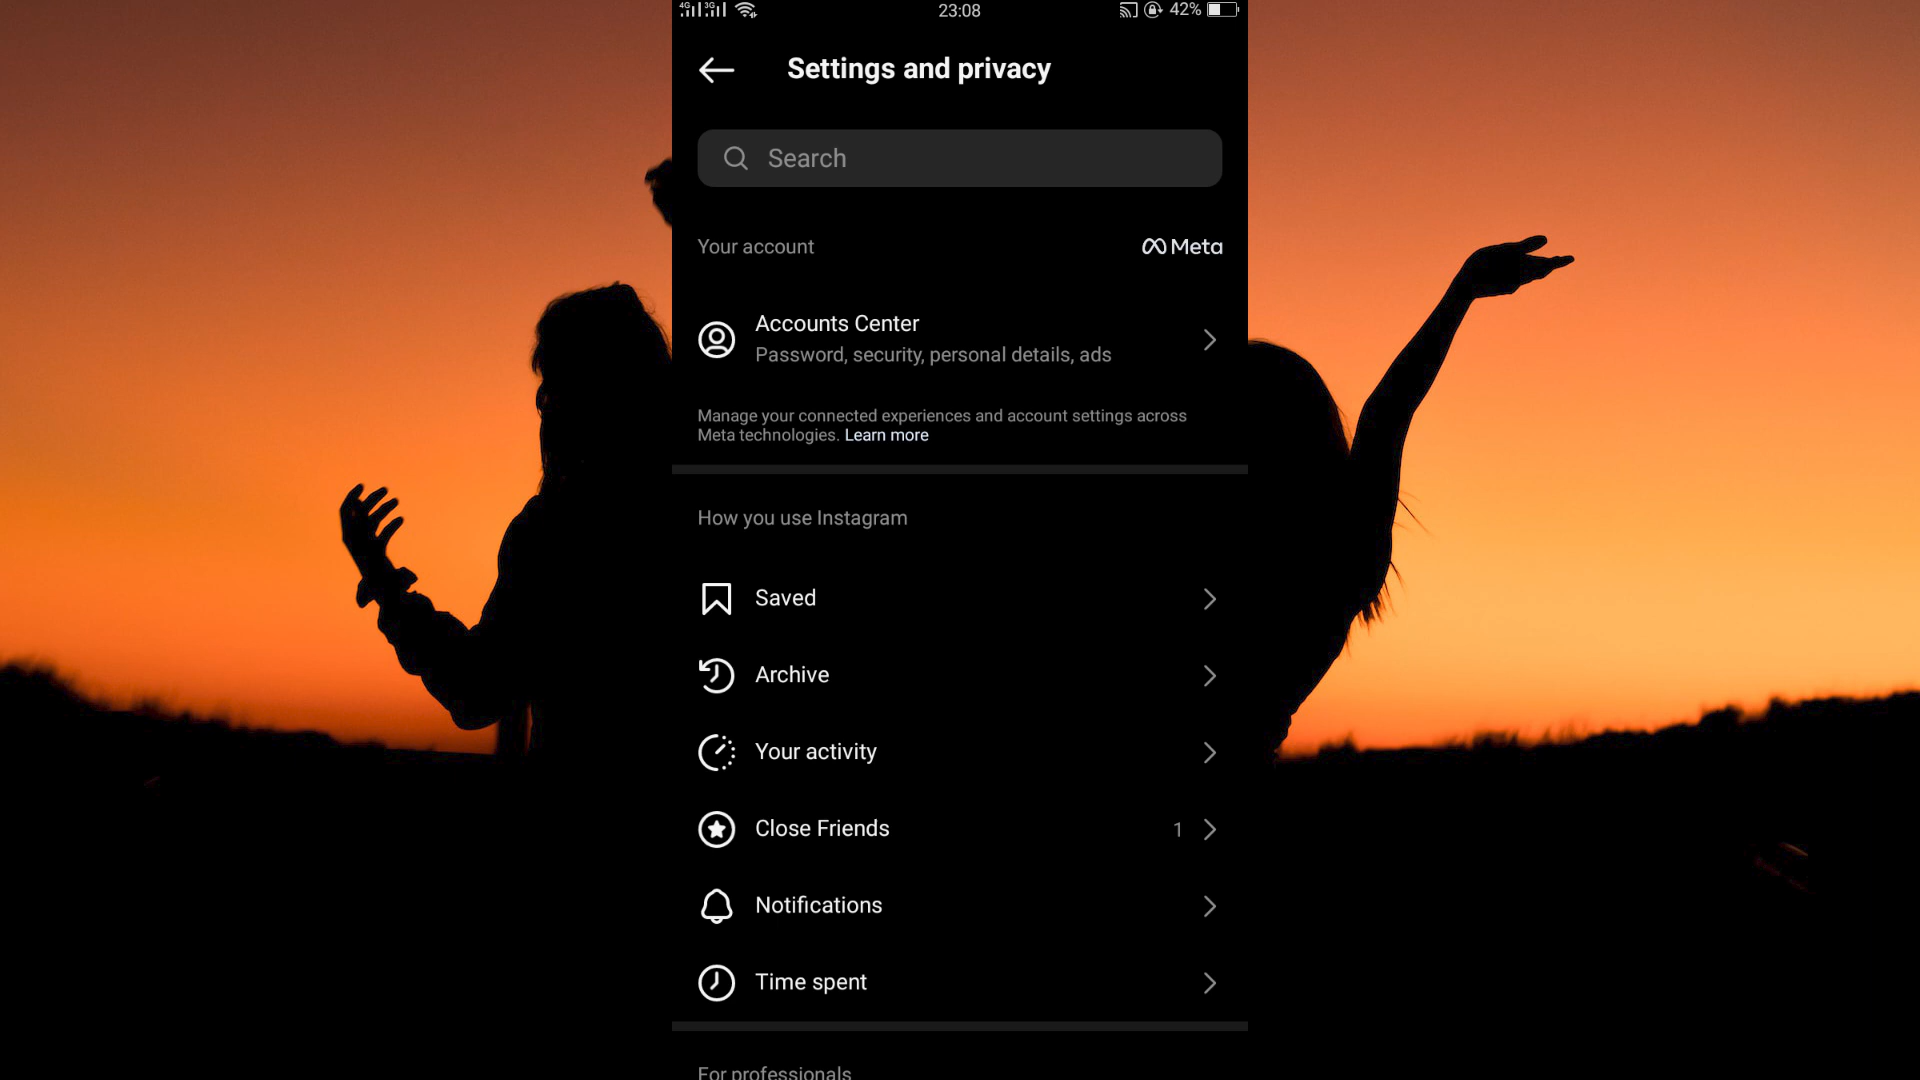 4G 3G 23:08 42%
Settings and privacy
Search
Your account Meta
Accounts Center
Password, security, personal details, ads
Manage your connected experiences and account settings across
Meta technologies. Learn more
How you use Instagram
Saved
Archive
Your activity
Close Friends 1
Notifications
Time spent
For professionals